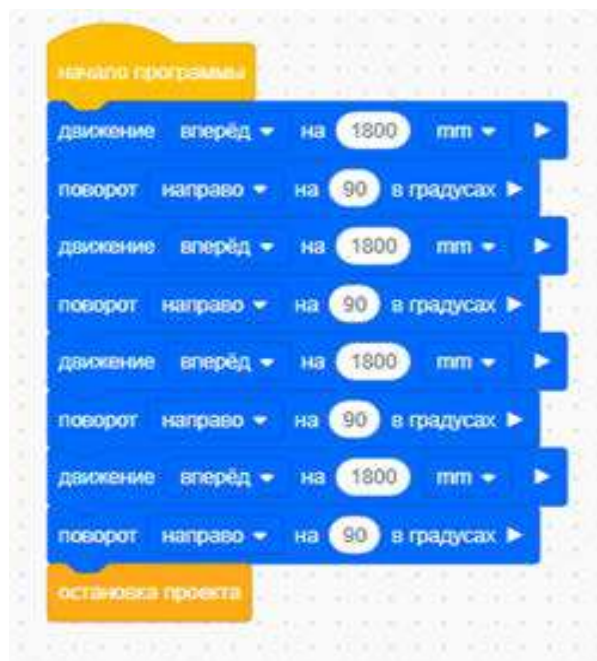 начало программы
движение вперёд на 1800 mm
поворот направо на 90 в градусах
движение вперёд на 1800 mm
поворот направо на 90 в градусах
движение вперёд на 1800 mm
поворот направо на 90 в градусах
движение вперёд на 1800 mm
поворот направо на 90 в градусах
остановка проекта